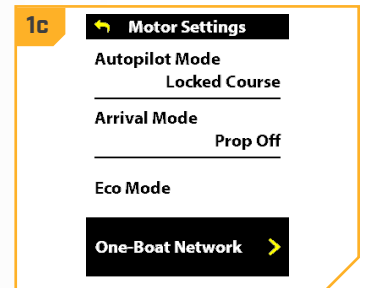 1c
Motor Settings
Autopilot Mode
Locked Course
Arrival Mode
Prop Off
Eco Mode
One-Boat Network